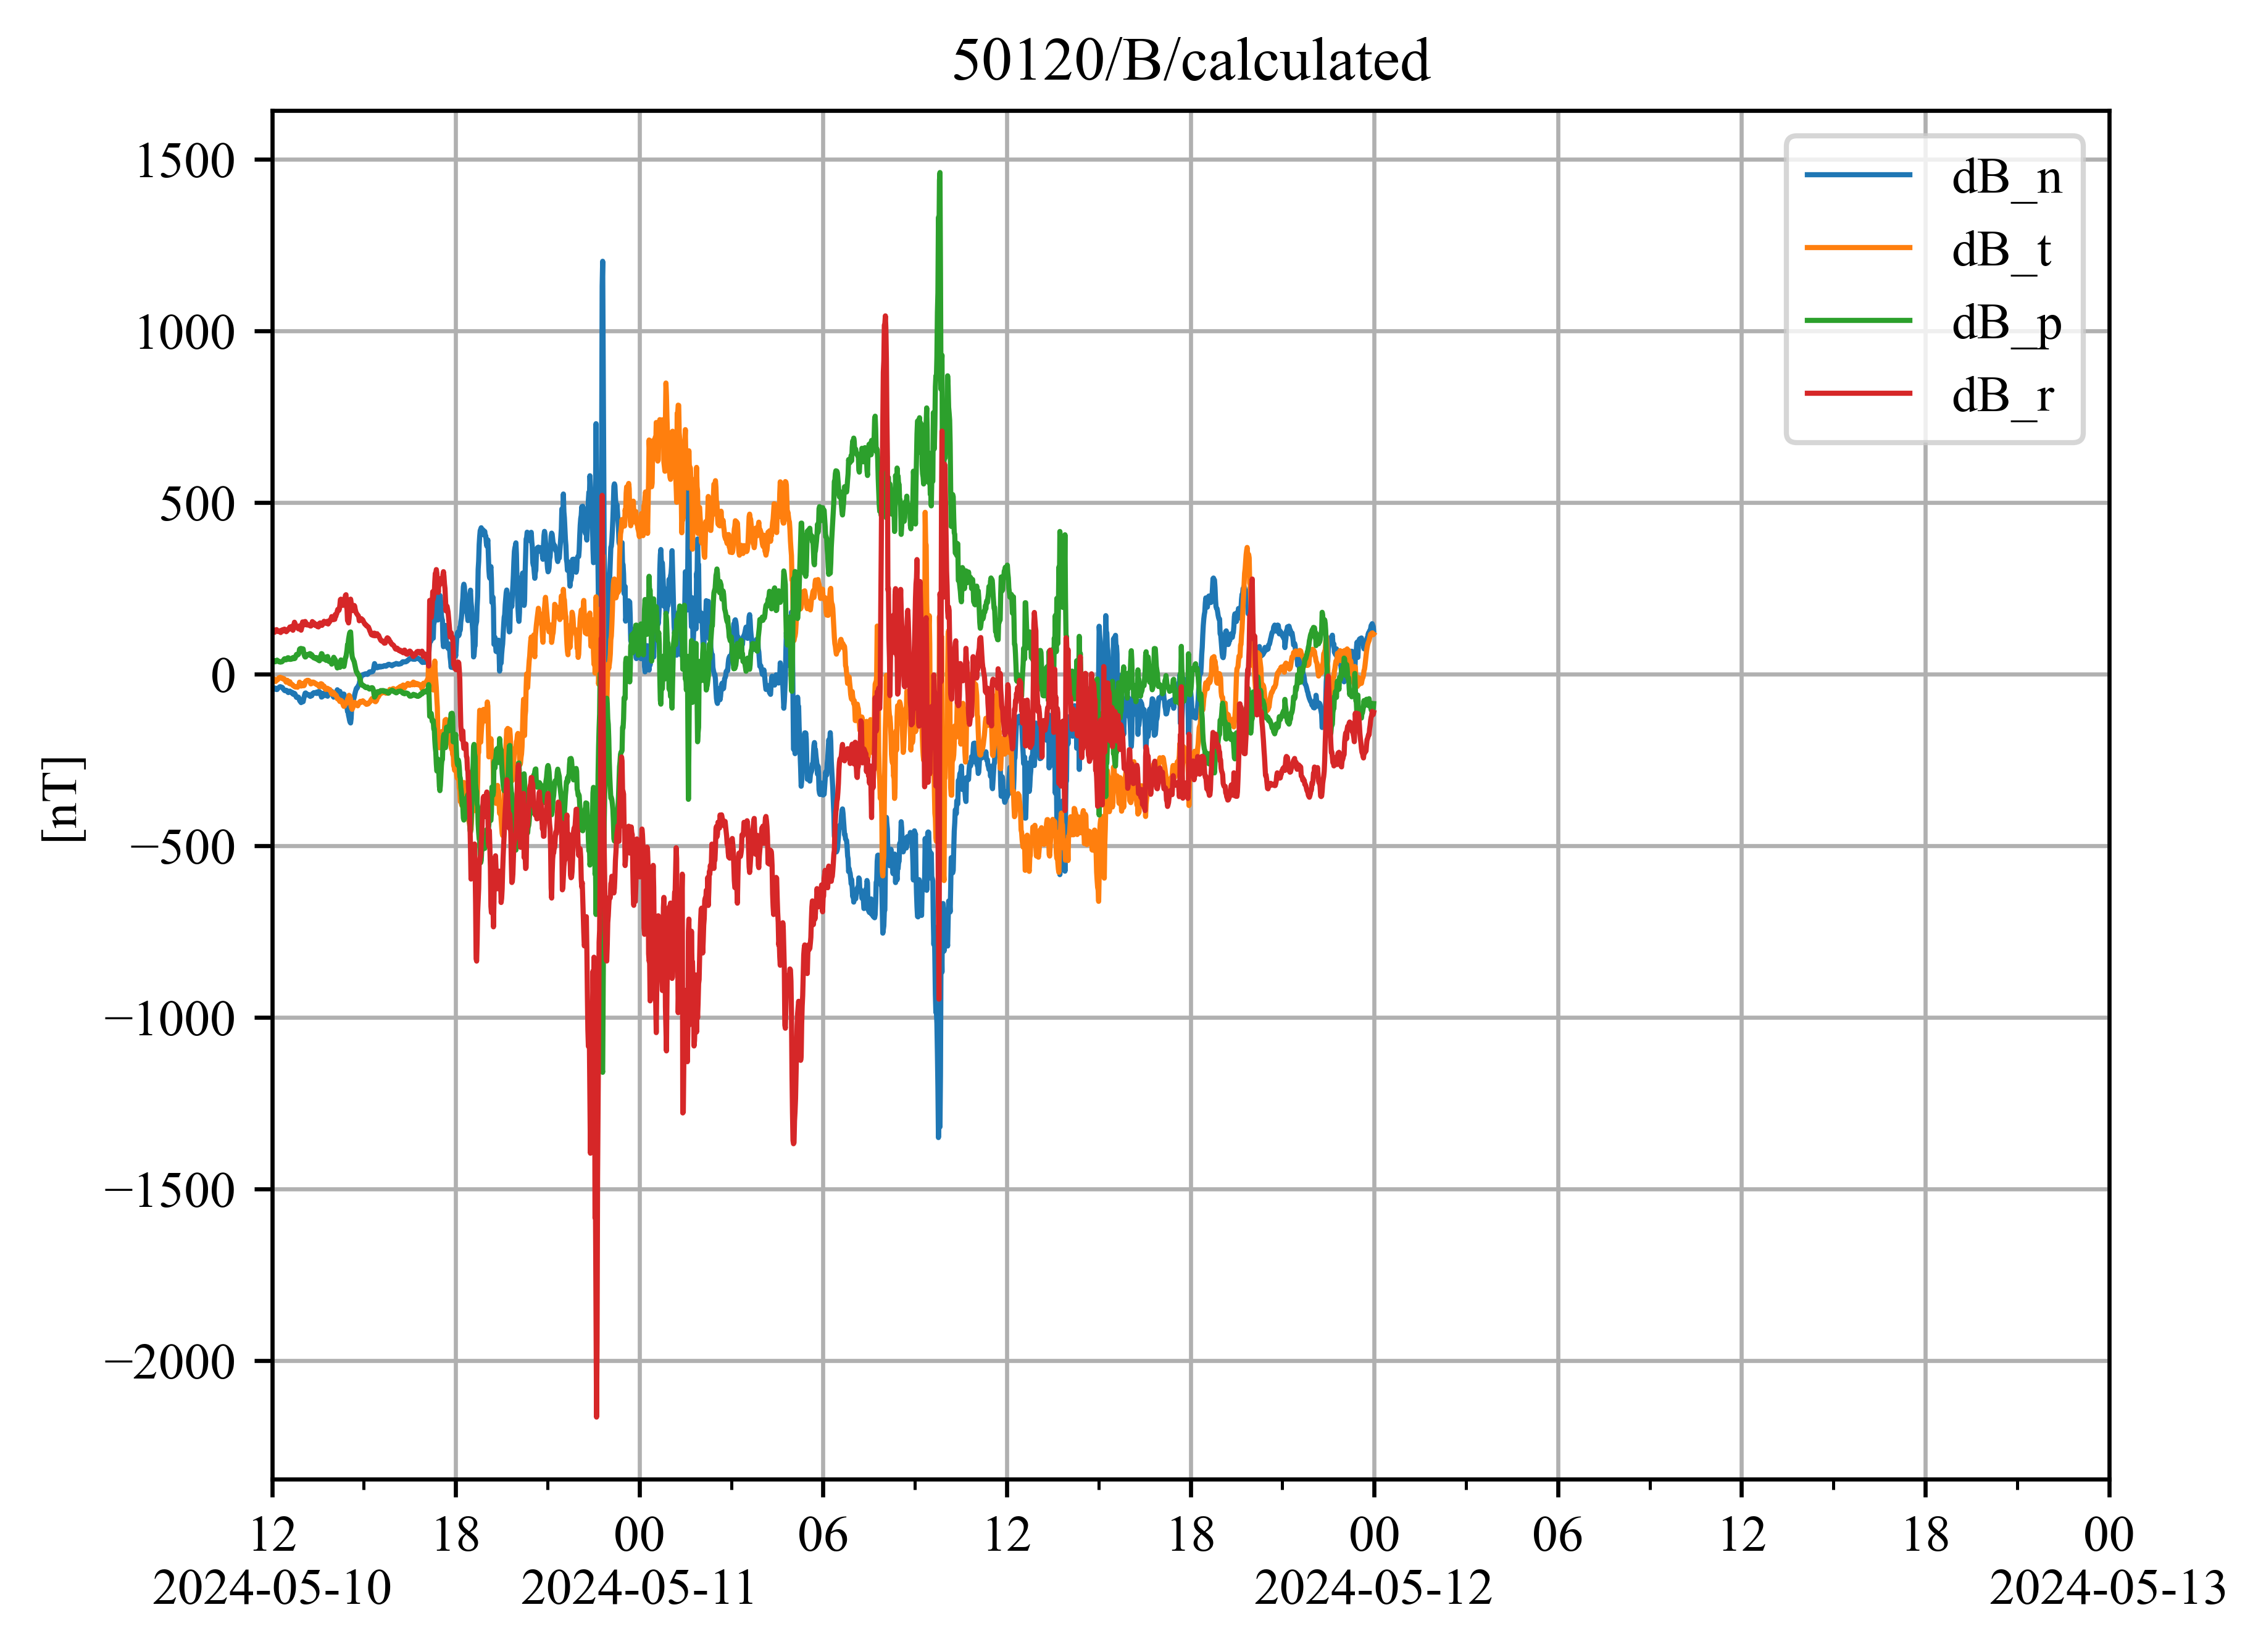 50120/B/calculated
dB_n
dB_t
dB_p
dB_r
[nT]
1500
1000
500
0
−500
−1000
−1500
−2000
12 18 00 06 12 18 00 06 12 18 00
2024-05-10 2024-05-11 2024-05-12 2024-05-13